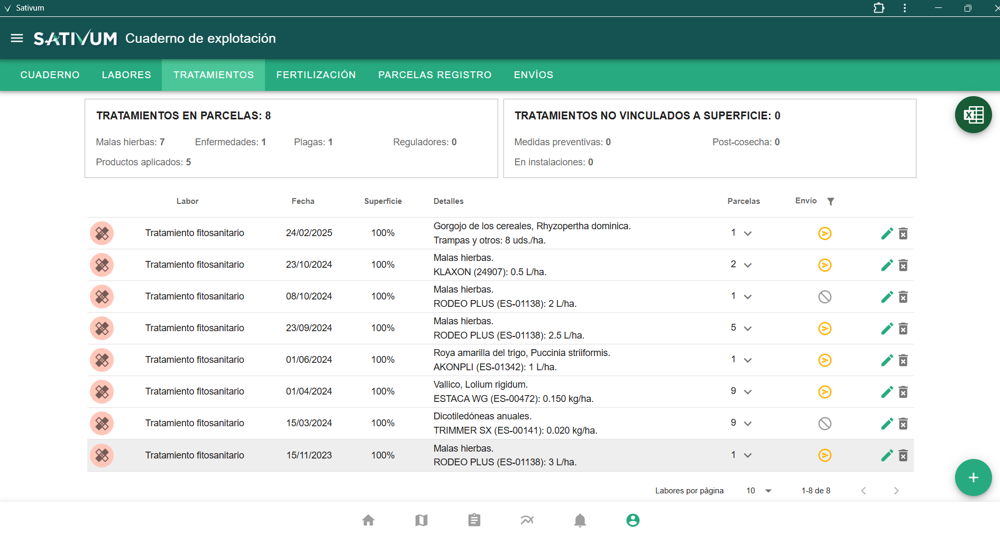 Sativum
SATIVUM Cuaderno de explotación
CUADERNO LABORES TRATAMIENTOS FERTILIZACIÓN PARCELAS REGISTRO ENVÍOS
TRATAMIENTOS EN PARCELAS: 8
Malas hierbas: 7 Enfermedades: 1 Plagas: 1 Reguladores: 0
Productos aplicados: 5
TRATAMIENTOS NO VINCULADOS A SUPERFICIE: 0
Medidas preventivas: 0 Post-cosecha: 0
En instalaciones: 0
Labor Fecha Superficie Detalles Parcelas Envío
Tratamiento fitosanitario 24/02/2025 100% Gorgojo de los cereales, Rhyzopertha dominica. 1
Trampas y otros: 8 uds./ha.
Tratamiento fitosanitario 23/10/2024 100% Malas hierbas. 2
KLAXON (24907): 0.5 L/ha.
Tratamiento fitosanitario 08/10/2024 100% Malas hierbas. 1
RODEO PLUS (ES-01138): 2 L/ha.
Tratamiento fitosanitario 23/09/2024 100% Malas hierbas. 5
RODEO PLUS (ES-01138): 2.5 L/ha.
Tratamiento fitosanitario 01/06/2024 100% Roya amarilla del trigo, Puccinia striiformis. 1
AKONPLI (ES-01342): 1 L/ha.
Tratamiento fitosanitario 01/04/2024 100% Vallico, Lolium rigidum. 9
ESTACA WG (ES-00472): 0.150 kg/ha.
Tratamiento fitosanitario 15/03/2024 100% Dicotiledóneas anuales. 9
TRIMMER SX (ES-00141): 0.020 kg/ha.
Tratamiento fitosanitario 15/11/2023 100% Malas hierbas. 1
RODEO PLUS (ES-01138): 3 L/ha.
Labores por página 10 1-8 de 8